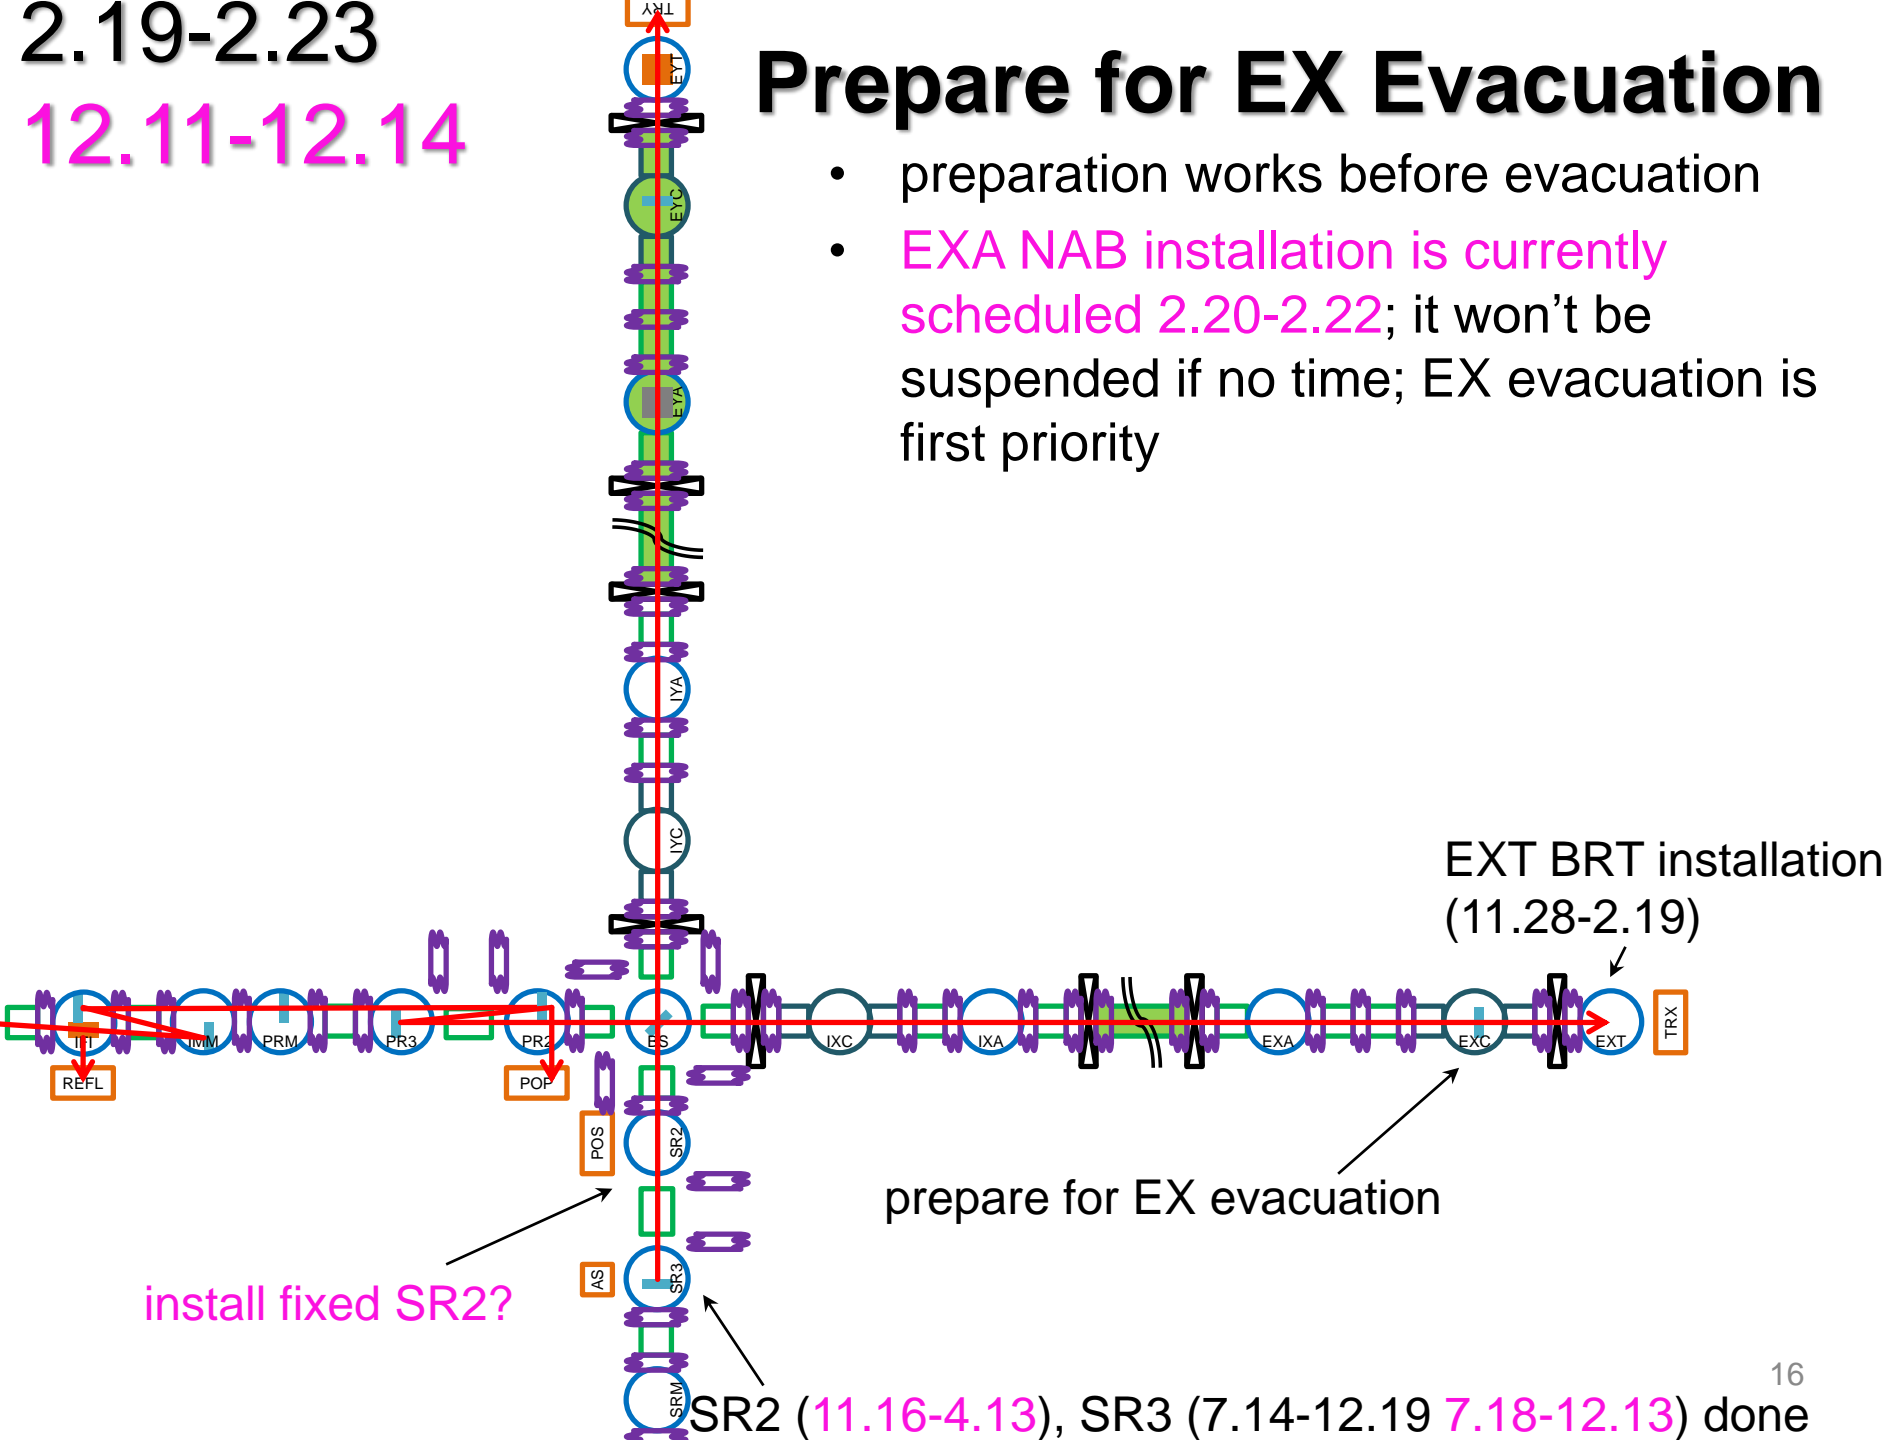 2.19-2.23
12.11-12.14
Prepare for EX Evacuation
• preparation works before evacuation
• EXA NAB installation is currently
scheduled 2.20-2.22; it won’t be
suspended if no time; EX evacuation is
first priority
TRY
EYT
EYC
EYA
IYA
IYC
EXT BRT installation
(11.28-2.19)
IFI
IMM
PRM
PR3
PR2
BS
IXC
IXA
EXA
EXC
EXT
TRX
REFL
POP
POS
SR2
prepare for EX evacuation
AS
SR3
install fixed SR2?
SRM
SR2 (11.16-4.13), SR3 (7.14-12.19 7.18-12.13) done
16